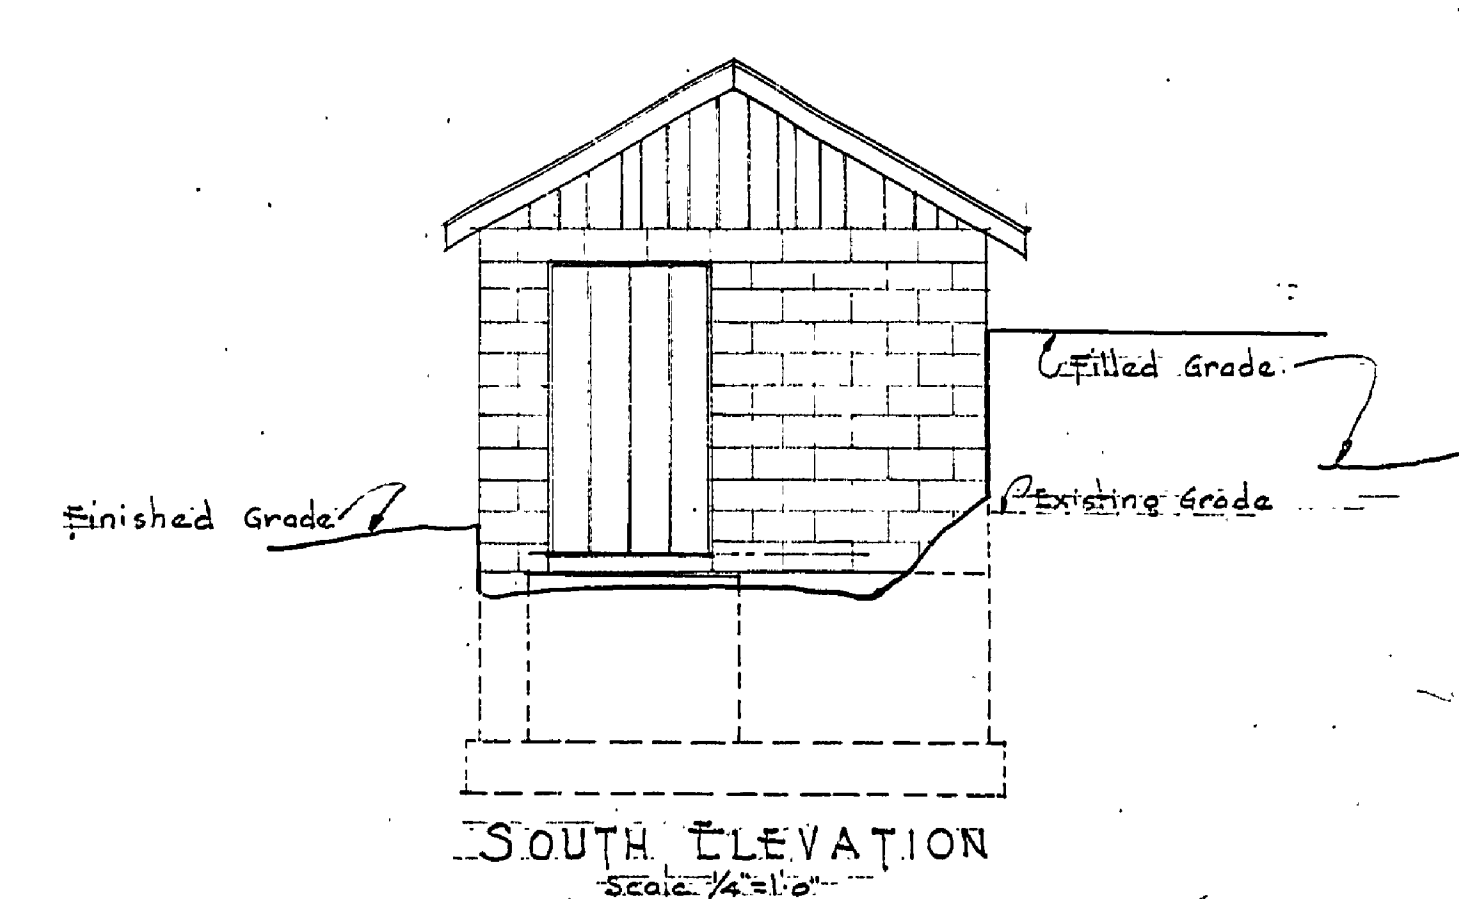 Filled Grade
Existing Grade
Finished Grade
SOUTH ELEVATION
Scale 1/4"=1'-0"